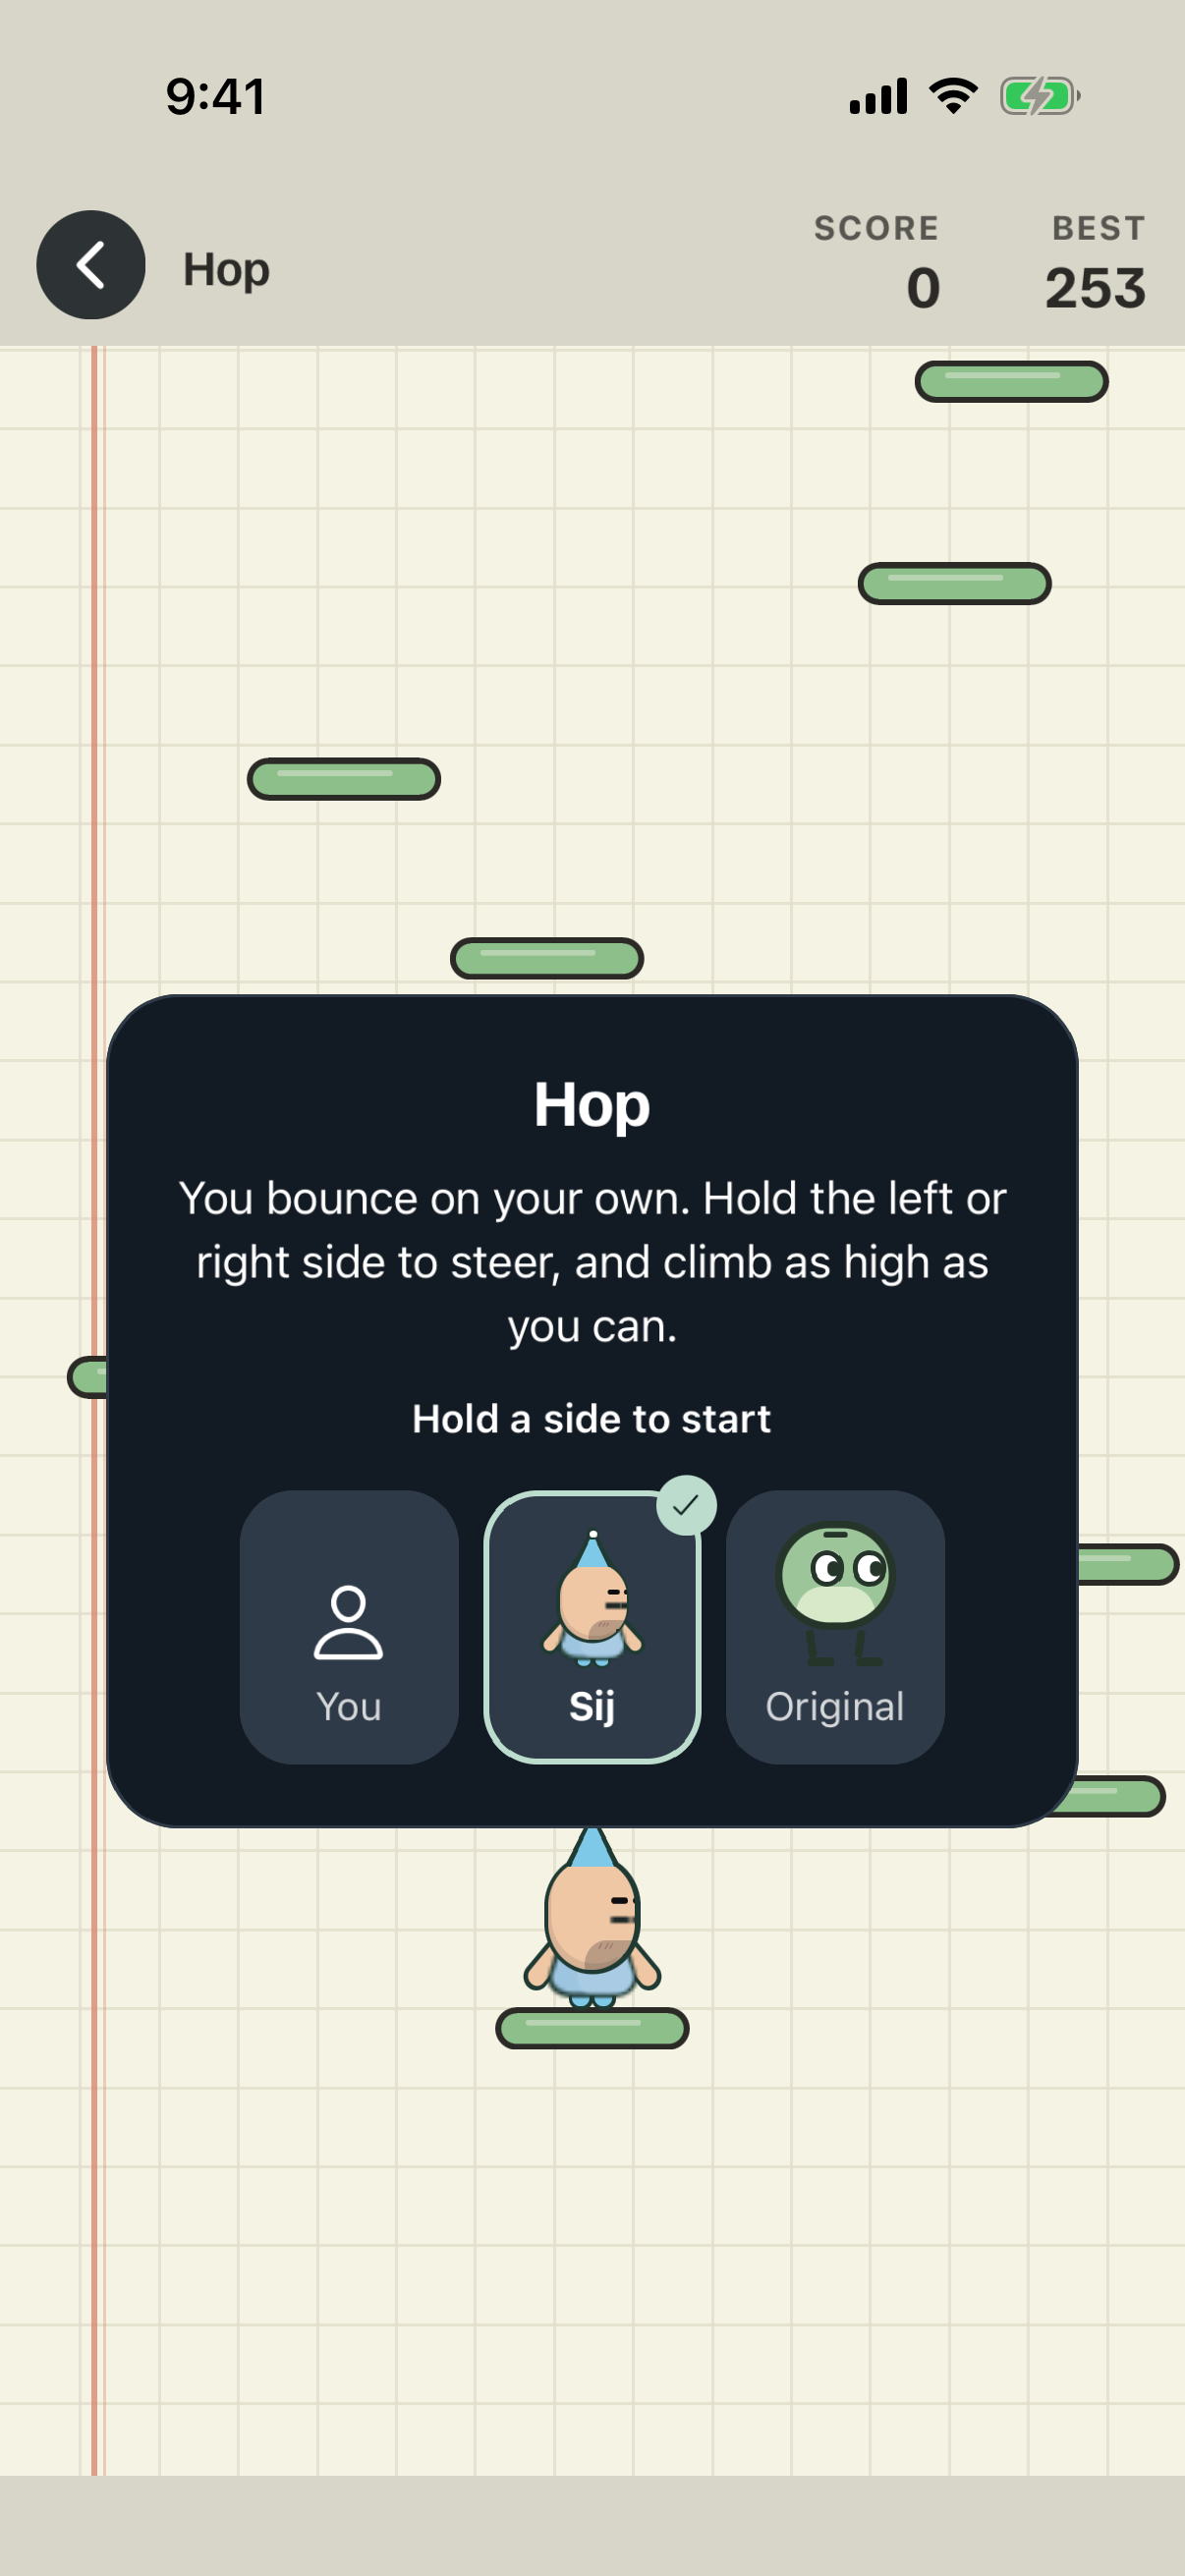 9:41
Hop
SCORE
0
BEST
253
Hop
You bounce on your own. Hold the left or
right side to steer, and climb as high as
you can.
Hold a side to start
You
Sij
Original